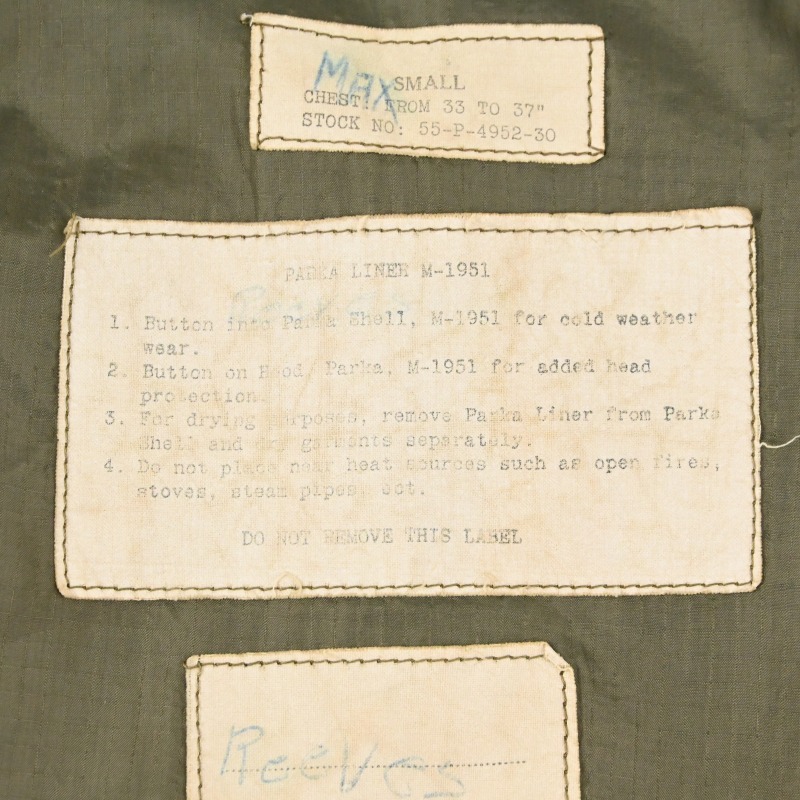 MAX
SMALL
CHEST: FROM 33 TO 37"
STOCK NO: 55-P-4952-30
PARKA LINER M-1951
Reeves
1. Button into Parka Shell, M-1951 for cold weather
wear.
2. Button on Hood, Parka, M-1951 for added head
protection.
3. For drying purposes, remove Parka Liner from Parka
Shell and dry garments separately.
4. Do not place near heat sources such as open fires,
stoves, steam pipes, ect.
DO NOT REMOVE THIS LABEL
Reeves